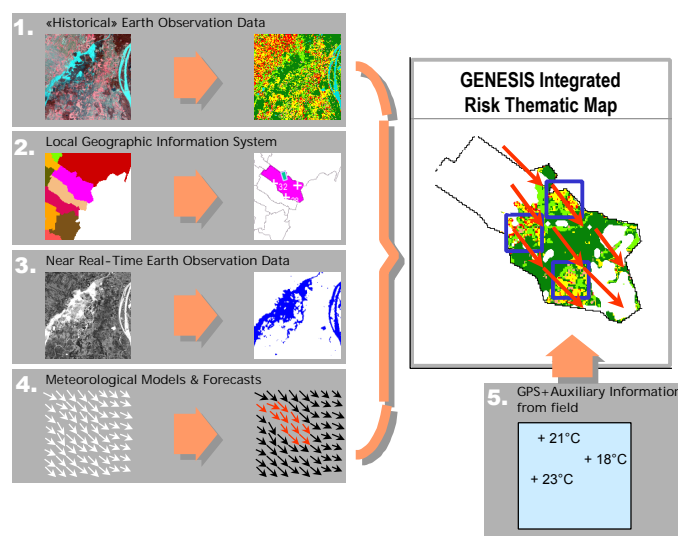 1. «Historical» Earth Observation Data
2. Local Geographic Information System
3. Near Real-Time Earth Observation Data
4. Meteorological Models & Forecasts
GENESIS Integrated
Risk Thematic Map
5. GPS+Auxiliary Information
from field
+ 21°C
+ 18°C
+ 23°C